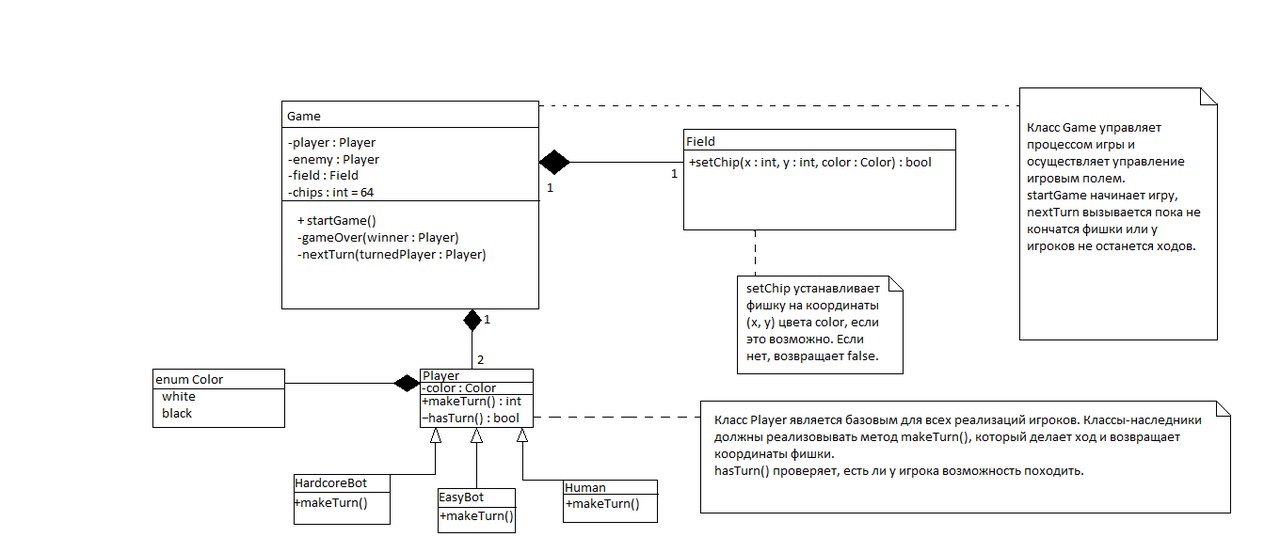 Game
-player : Player
-enemy : Player
-field : Field
-chips : int = 64
+ startGame()
-gameOver(winner : Player)
-nextTurn(turnedPlayer : Player)
1
1
Field
+setChip(x : int, y : int, color : Color) : bool
Класс Game управляет
процессом игры и
осуществляет управление
игровым полем.
startGame начинает игру,
nextTurn вызывается пока не
кончатся фишки или у
игроков не останется ходов.
setChip устанавливает
фишку на координаты
(x, y) цвета color, если
это возможно. Если
нет, возвращает false.
1
2
enum Color
white
black
Player
-color : Color
+makeTurn() : int
–hasTurn() : bool
Класс Player является базовым для всех реализаций игроков. Классы-наследники
должны реализовывать метод makeTurn(), который делает ход и возвращает
координаты фишки.
hasTurn() проверяет, есть ли у игрока возможность походить.
HardcoreBot
+makeTurn()
EasyBot
+makeTurn()
Human
+makeTurn()